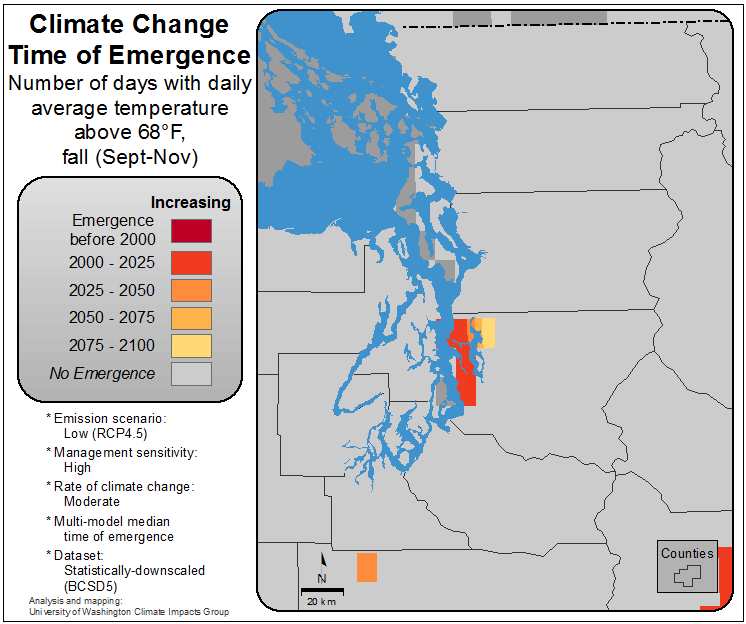 Climate Change
Time of Emergence
Number of days with daily
average temperature
above 68°F,
fall (Sept-Nov)
Increasing
Emergence
before 2000
2000 - 2025
2025 - 2050
2050 - 2075
2075 - 2100
No Emergence
* Emission scenario:
Low (RCP4.5)
* Management sensitivity:
High
* Rate of climate change:
Moderate
* Multi-model median
time of emergence
* Dataset:
Statistically-downscaled
(BCSD5)
Analysis and mapping:
University of Washington Climate Impacts Group
N
20 km
Counties